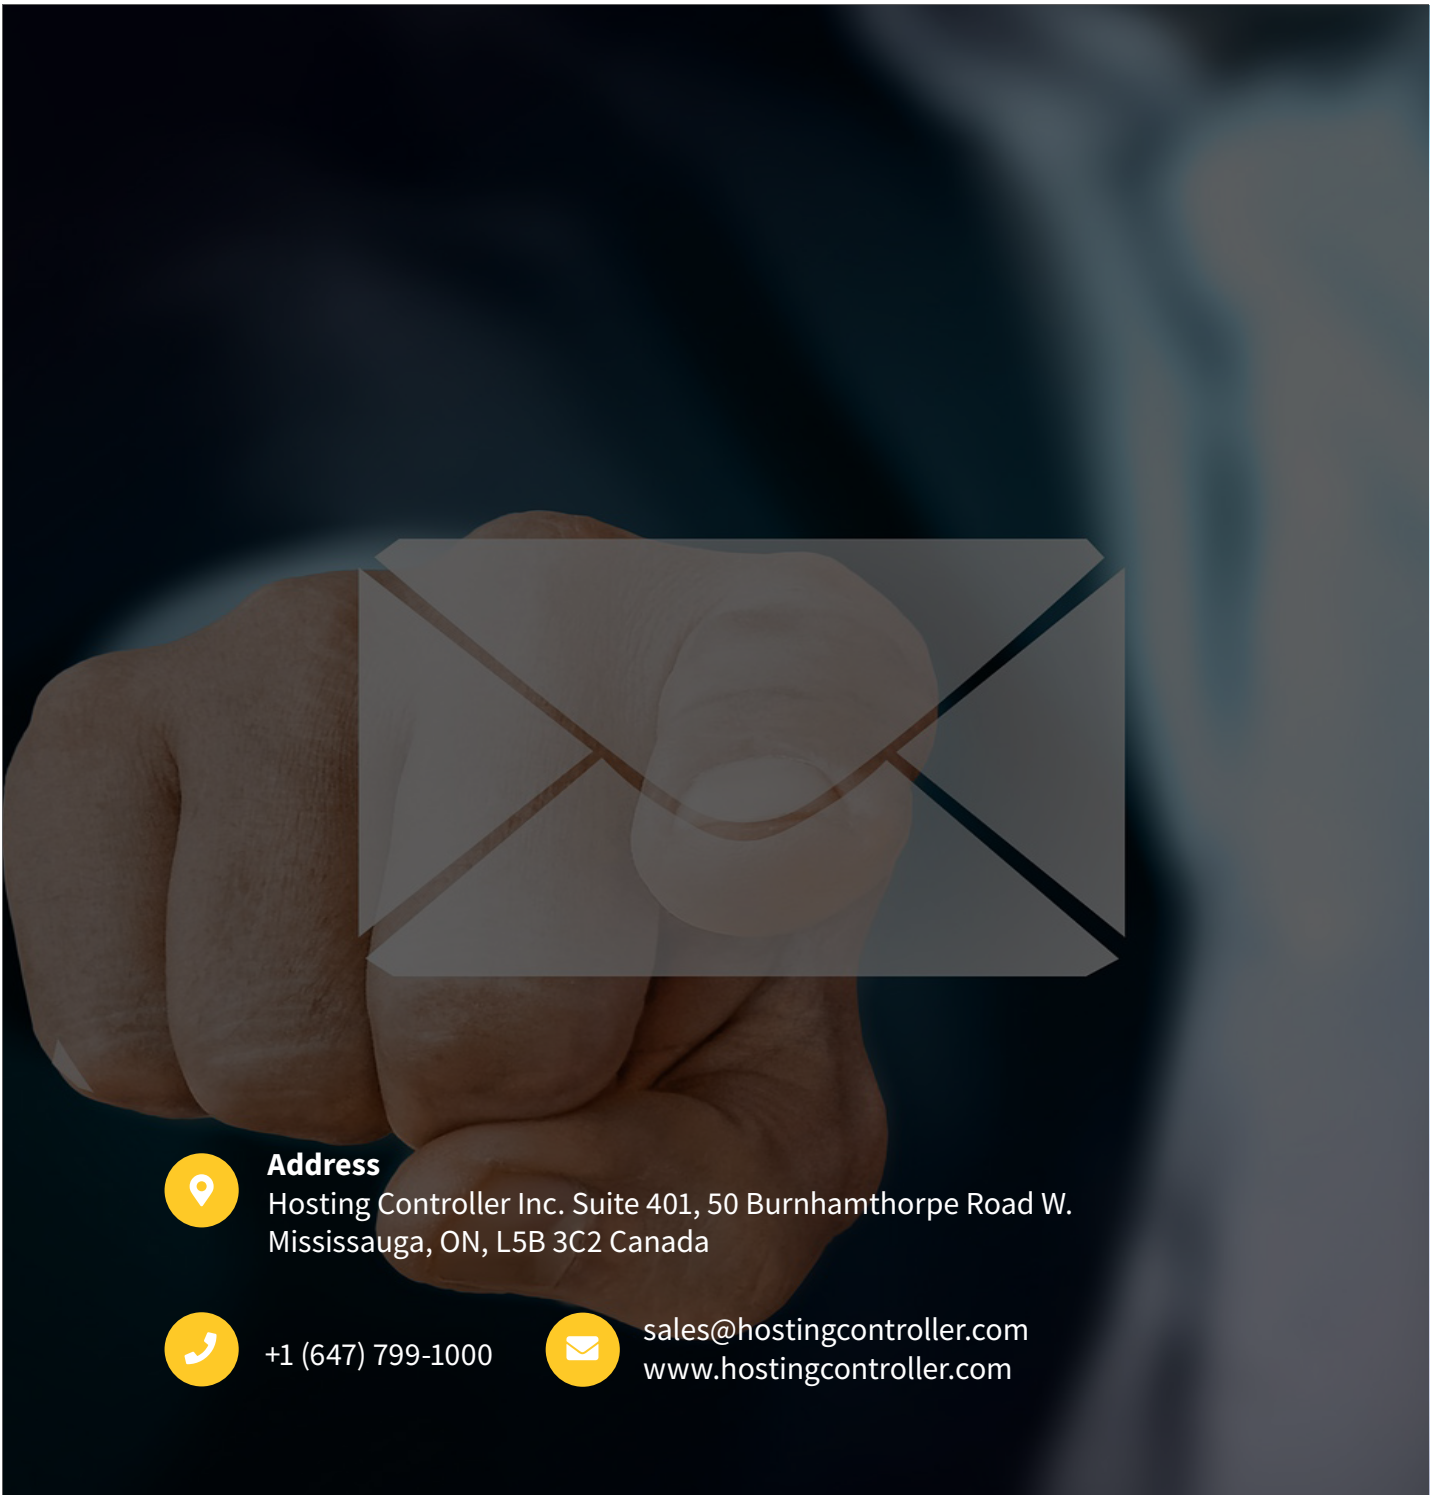 Address
Hosting Controller Inc. Suite 401, 50 Burnhamthorpe Road W.
Mississauga, ON, L5B 3C2 Canada
+1 (647) 799-1000
sales@hostingcontroller.com
www.hostingcontroller.com